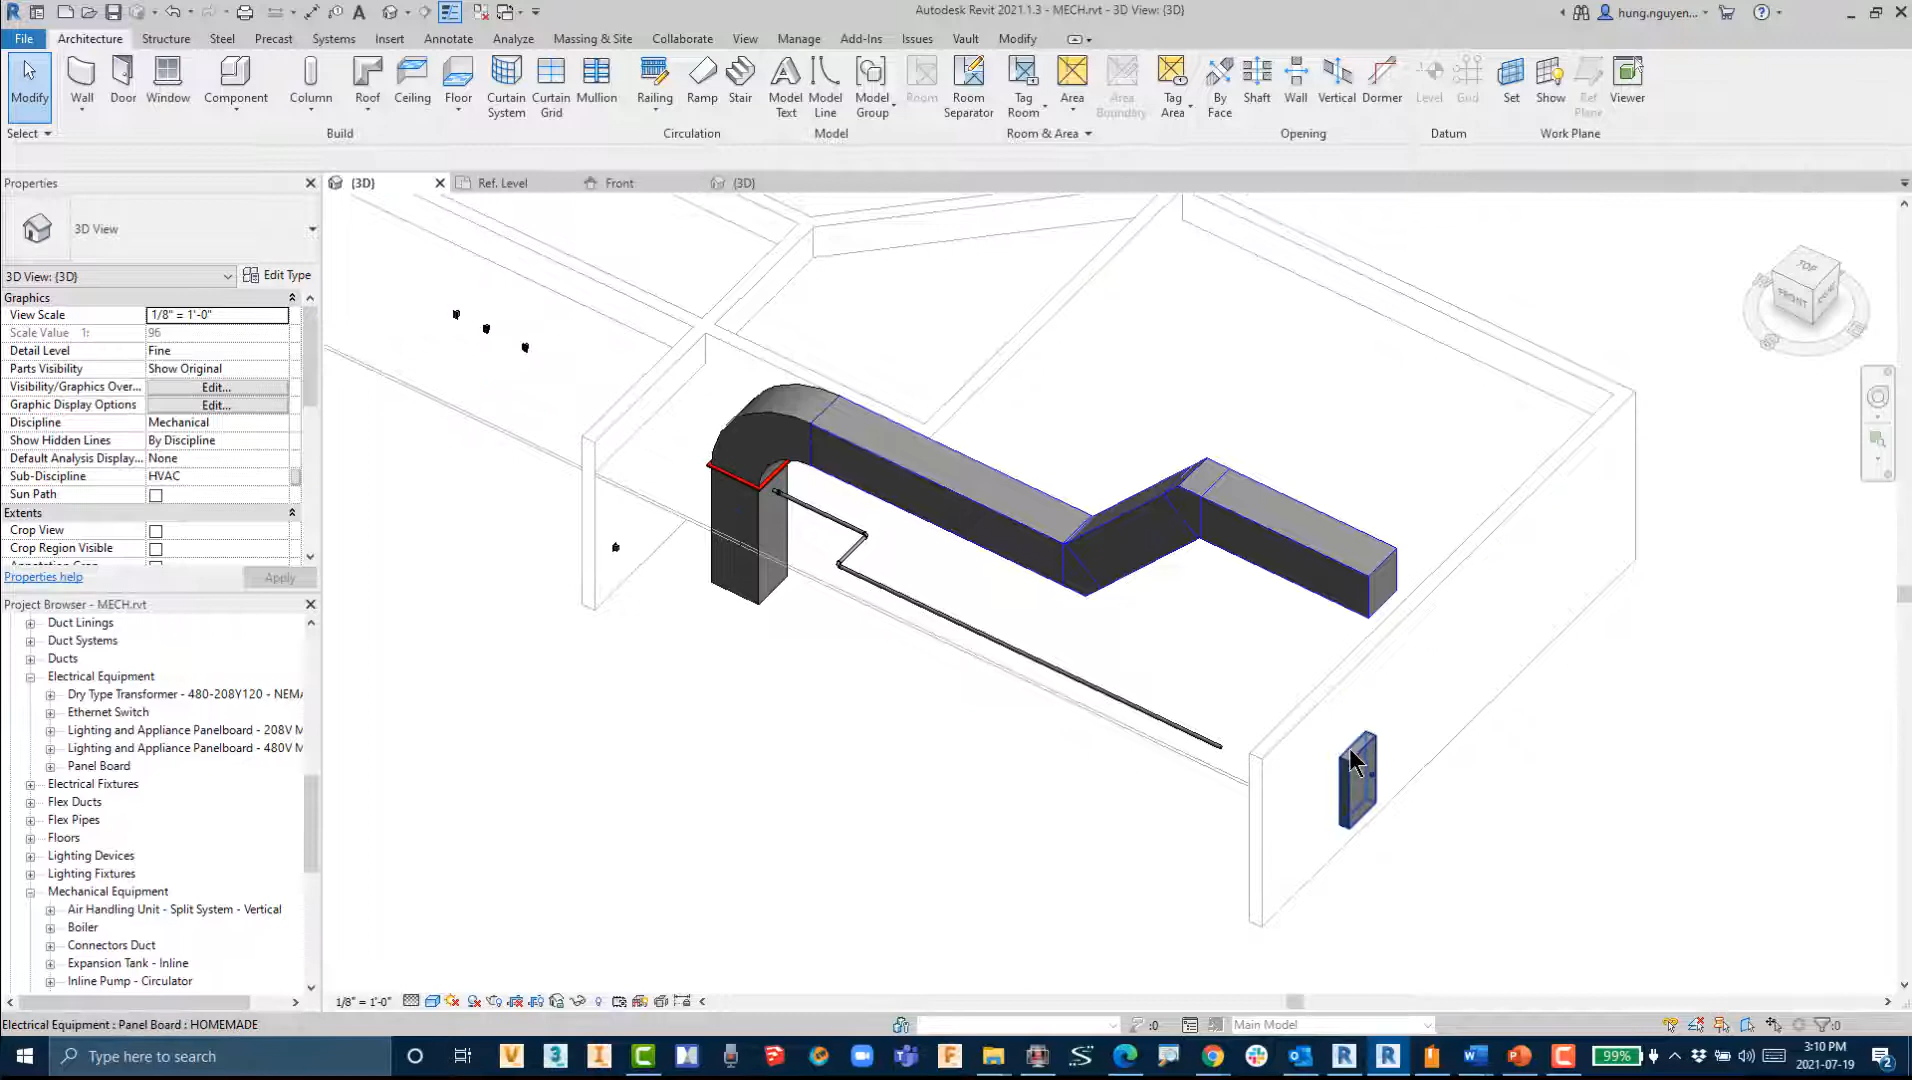 Autodesk Revit 2021.1.3 - MECH.rvt - 3D View: {3D}
hung.nguyen...
File Architecture Structure Steel Precast Systems Insert Annotate Analyze Massing & Site Collaborate View Manage Add-Ins Issues Vault Modify
Modify Wall Door Window Component Column Roof Ceiling Floor Curtain System Curtain Grid Mullion Railing Ramp Stair Model Text Model Line Model Group Room Room Separator Tag Room Area Area Boundary Tag Area By Face Shaft Wall Vertical Dormer Level Grid Set Show Ref Plane Viewer
Select Build Circulation Model Room & Area Opening Datum Work Plane
Properties
{3D} Ref. Level Front {3D}
3D View
3D View: {3D} Edit Type
Graphics
View Scale 1/8" = 1'-0"
Scale Value 1: 96
Detail Level Fine
Parts Visibility Show Original
Visibility/Graphics Over... Edit...
Graphic Display Options Edit...
Discipline Mechanical
Show Hidden Lines By Discipline
Default Analysis Display... None
Sub-Discipline HVAC
Sun Path
Extents
Crop View
Crop Region Visible
Properties help Apply
Project Browser - MECH.rvt
Duct Linings
Duct Systems
Ducts
Electrical Equipment
Dry Type Transformer - 480-208Y120 - NEMA
Ethernet Switch
Lighting and Appliance Panelboard - 208V M
Lighting and Appliance Panelboard - 480V M
Panel Board
Electrical Fixtures
Flex Ducts
Flex Pipes
Floors
Lighting Devices
Lighting Fixtures
Mechanical Equipment
Air Handling Unit - Split System - Vertical
Boiler
Connectors Duct
Expansion Tank - Inline
Inline Pump - Circulator
TOP
FRONT
1/8" = 1'-0"
Electrical Equipment : Panel Board : HOMEMADE
:0
Main Model
:0
Type here to search
99%
3:10 PM
2021-07-19
2